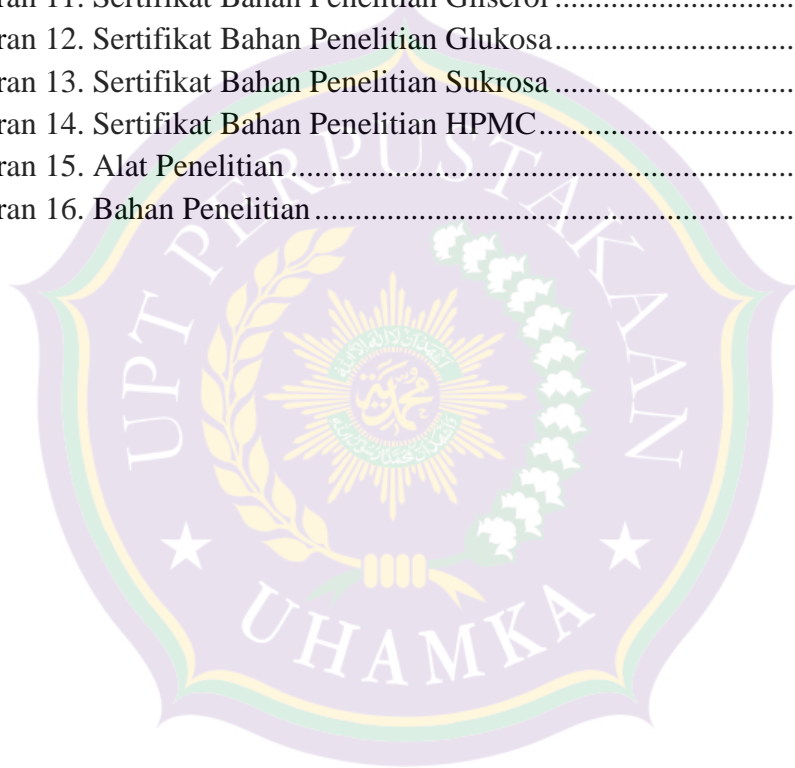 ran 11. Sertifikat Bahan Penelitian Gliserol ..............................
ran 12. Sertifikat Bahan Penelitian Glukosa..............................
ran 13. Sertifikat Bahan Penelitian Sukrosa ..............................
ran 14. Sertifikat Bahan Penelitian HPMC................................
ran 15. Alat Penelitian ..............................................................
ran 16. Bahan Penelitian ...........................................................
UPT PERPUSTAKAAN
محمدية
UHAMKA